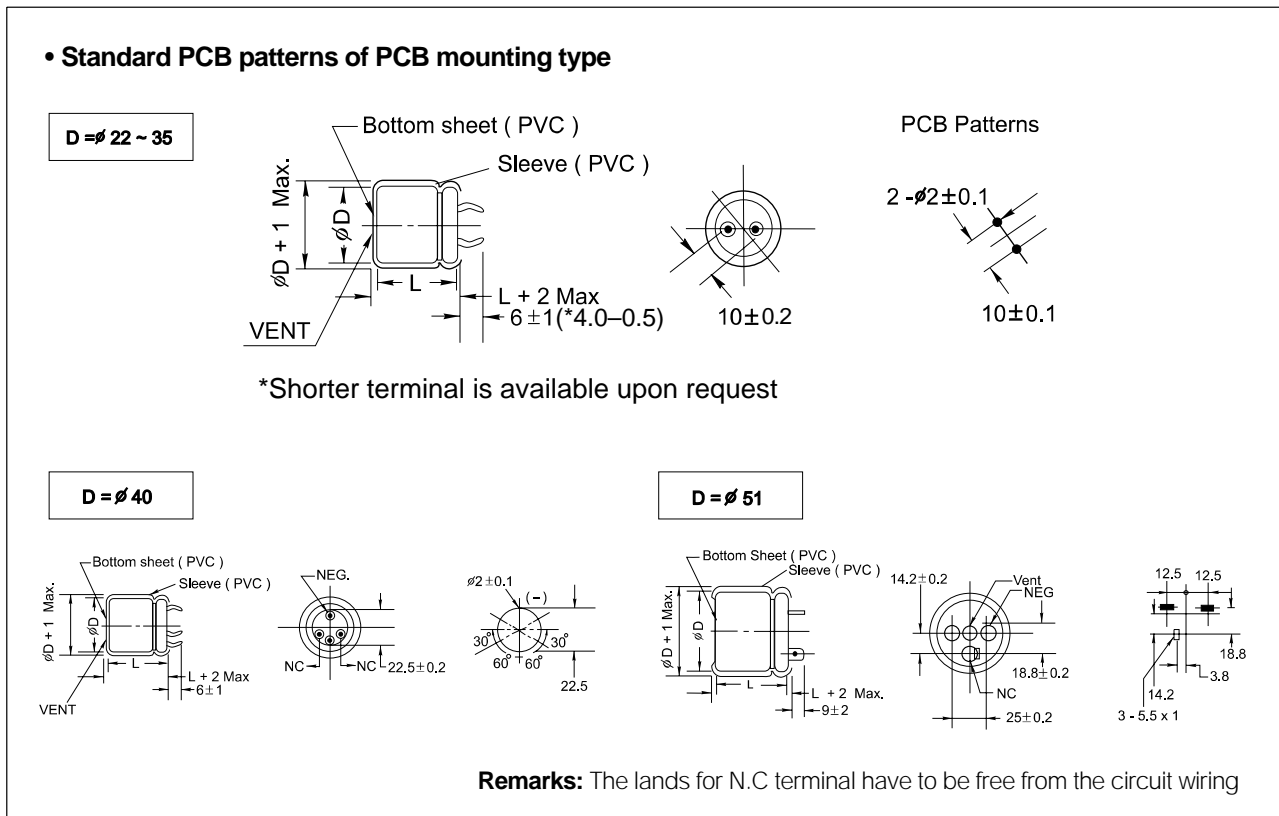 • Standard PCB patterns of PCB mounting type
D =ø 22 ~ 35
Bottom sheet ( PVC )
Sleeve ( PVC )
PCB Patterns
øD + 1 Max.
øD
L
L + 2 Max
6 ±1(*4.0–0.5)
VENT
10±0.2
2 -ø2±0.1
10±0.1
*Shorter terminal is available upon request
D = ø 40
Bottom sheet ( PVC )
Sleeve ( PVC )
øD + 1 Max.
øD
L
L + 2 Max
6±1
VENT
NEG.
NC
NC
22.5±0.2
ø2±0.1
(–)
30°
30°
60°
60°
22.5
D = ø 51
Bottom Sheet ( PVC )
Sleeve ( PVC )
øD + 1 Max.
øD
L
L + 2 Max.
9±2
14.2±0.2
Vent
NEG
18.8±0.2
NC
25±0.2
12.5
12.5
18.8
3.8
14.2
3 - 5.5 x 1
Remarks: The lands for N.C terminal have to be free from the circuit wiring